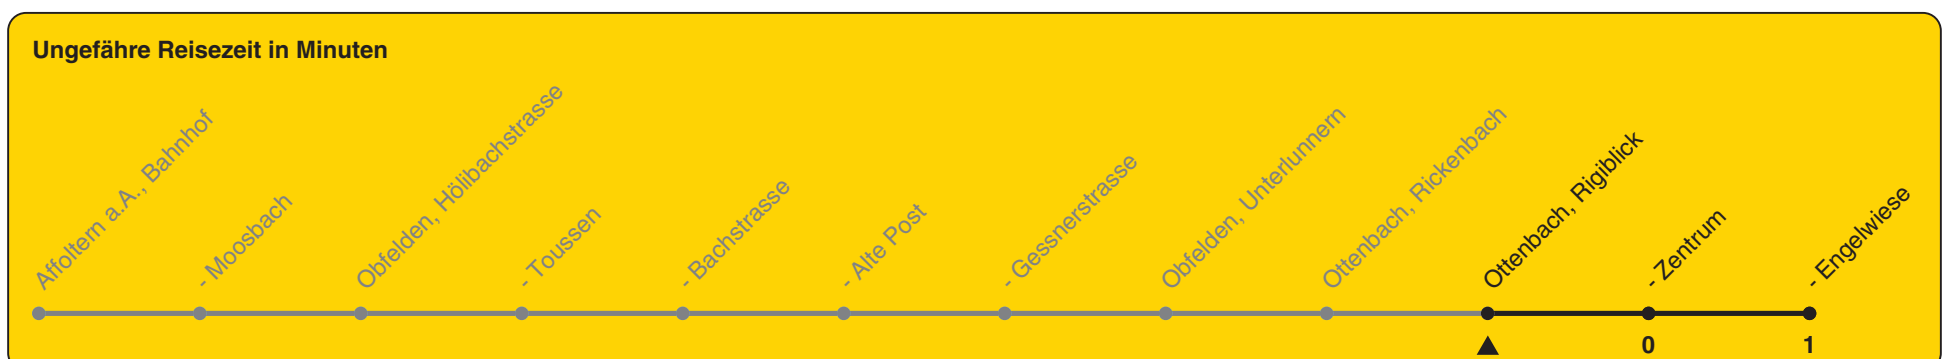 Ungefähre Reisezeit in Minuten
Affoltern a.A., Bahnhof
- Moosbach
Obfelden, Hölibachstrasse
- Toussen
- Bachstrasse
- Alte Post
- Gessnerstrasse
Obfelden, Unterlunnern
Ottenbach, Rickenbach
Ottenbach, Rigiblick
- Zentrum
- Engelwiese
0 1